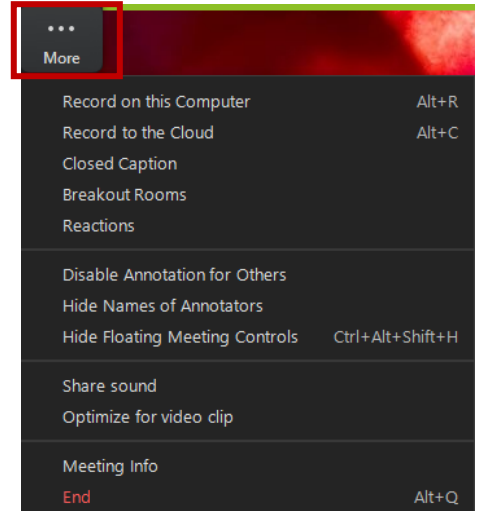 More
Record on this Computer Alt+R
Record to the Cloud Alt+C
Closed Caption
Breakout Rooms
Reactions
Disable Annotation for Others
Hide Names of Annotators
Hide Floating Meeting Controls Ctrl+Alt+Shift+H
Share sound
Optimize for video clip
Meeting Info
End Alt+Q